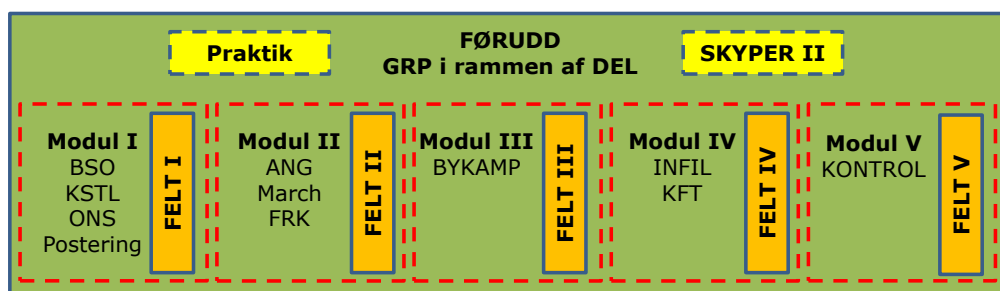 FØRUDD
GRP i rammen af DEL
Praktik
SKYPER II
Modul I
BSO
KSTL
ONS
Postering
FELT I
Modul II
ANG
March
FRK
FELT II
Modul III
BYKAMP
FELT III
Modul IV
INFIL
KFT
FELT IV
Modul V
KONTROL
FELT V